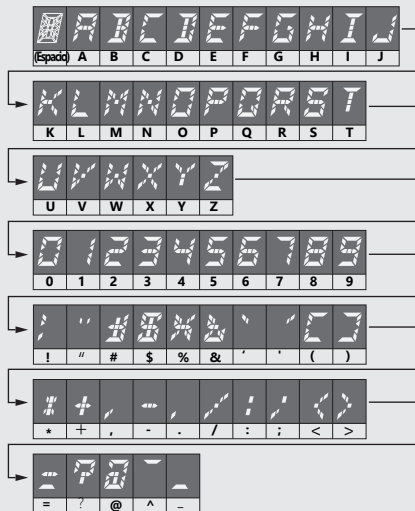 (Espacio) A B C D E F G H I J
K L M N O P Q R S T
U V W X Y Z
0 1 2 3 4 5 6 7 8 9
! " # $ % & ‘ ' ( )
* + , - . / : ; < >
= ? @ ^ _